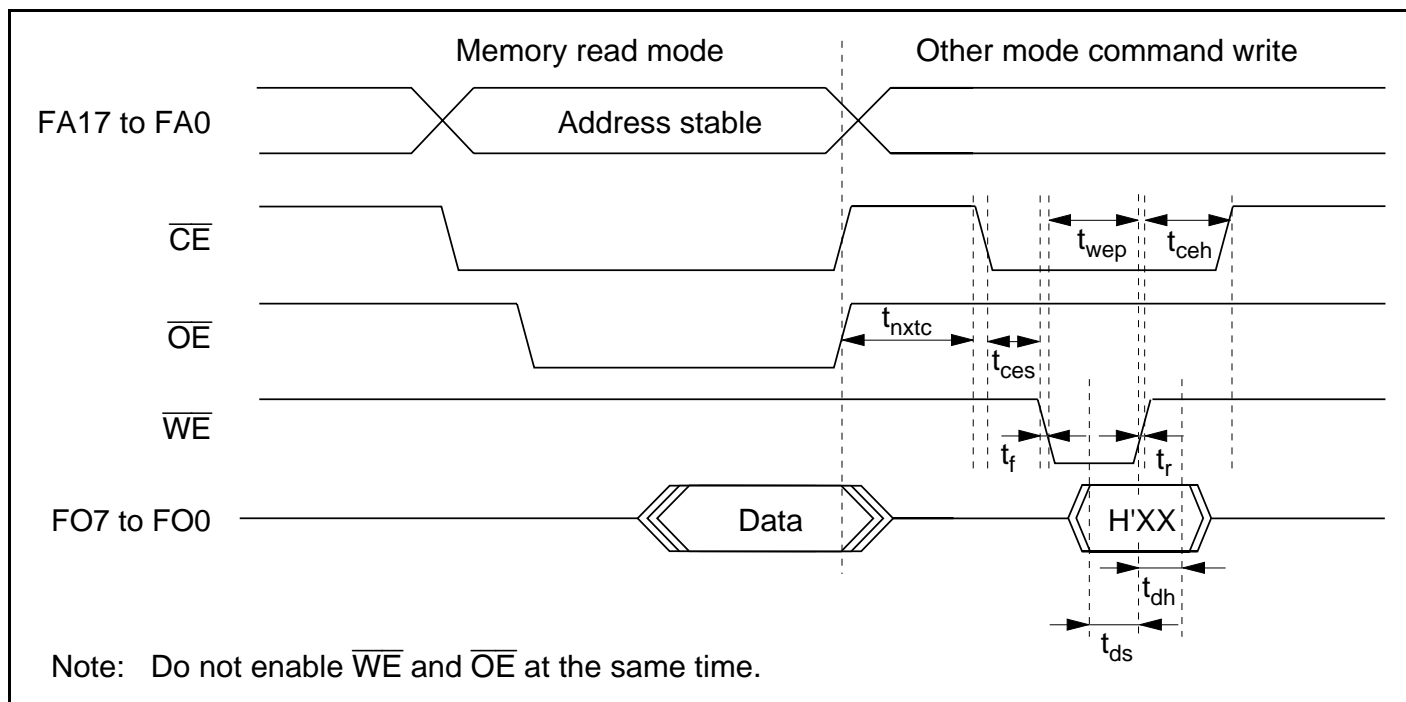 Memory read mode
Other mode command write
FA17 to FA0
Address stable
CE
t_wep
t_ceh
OE
t_nxtc
t_ces
WE
t_f
t_r
FO7 to FO0
Data
H'XX
t_dh
t_ds
Note: Do not enable WE and OE at the same time.